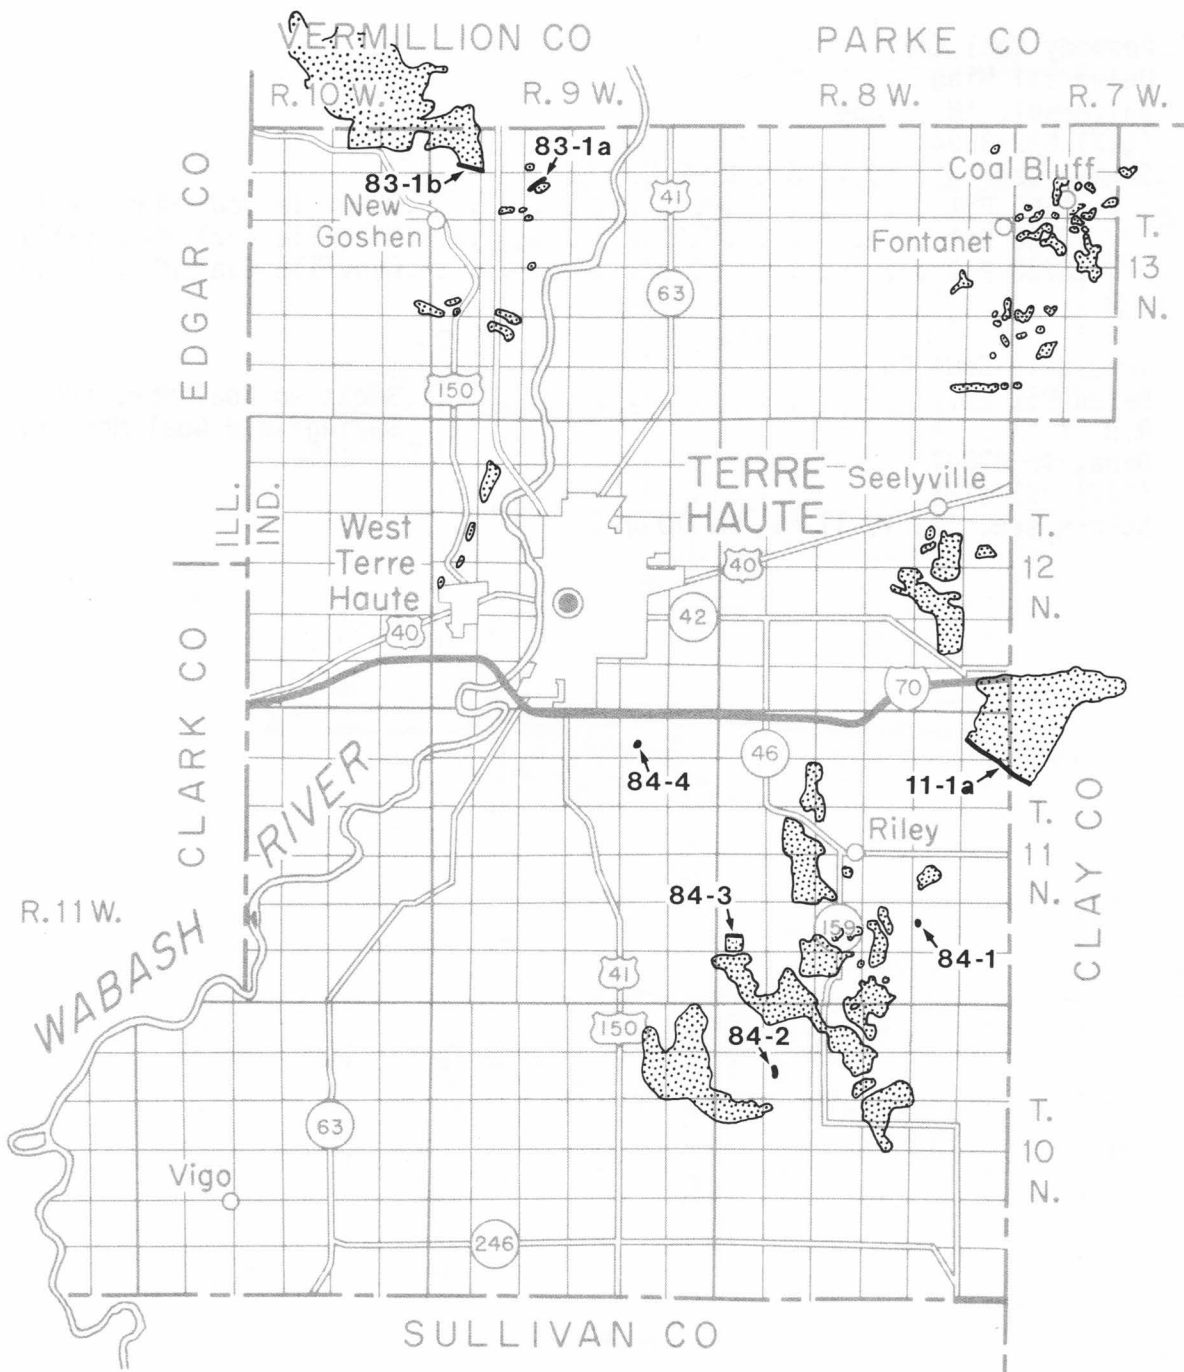 VERMILLION CO
PARKE CO
R. 10 W.
R. 9 W.
R. 8 W.
R. 7 W.
83-1a
83-1b
41
Coal Bluff
New
Goshen
Fontanet
T.
13
N.
EDGAR CO
63
150
TERRE
HAUTE
Seelyville
ILL.
IND.
West
Terre
Haute
T.
12
N.
40
42
40
CLARK CO
70
46
84-4
11-1a
RIVER
Riley
T.
11
N.
CLAY CO
R. 11 W.
84-3
159
84-1
WABASH
41
150
84-2
63
T.
10
N.
Vigo
246
SULLIVAN CO